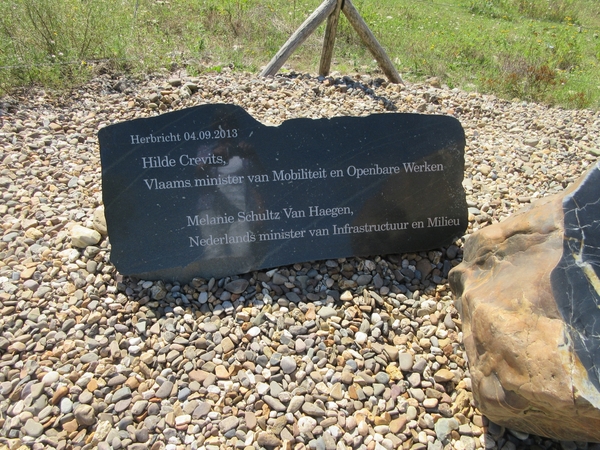 Herbricht 04.09.2013
Hilde Crevits,
Vlaams minister van Mobiliteit en Openbare Werken
Melanie Schultz Van Haegen,
Nederlands minister van Infrastructuur en Milieu